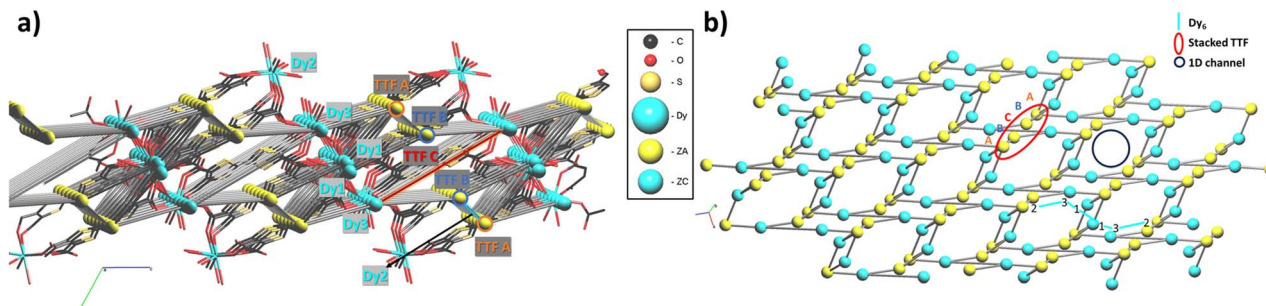 a)
Dy2
TTF A
Dy3
TTF B
Dy1
TTF C
Dy1
TTF B
Dy3
TTF A
Dy2
- C
- O
- S
- Dy
- ZA
- ZC
b)
Dy₆
Stacked TTF
1D channel
A
B
C
B
A
2
3
1
1
3
2